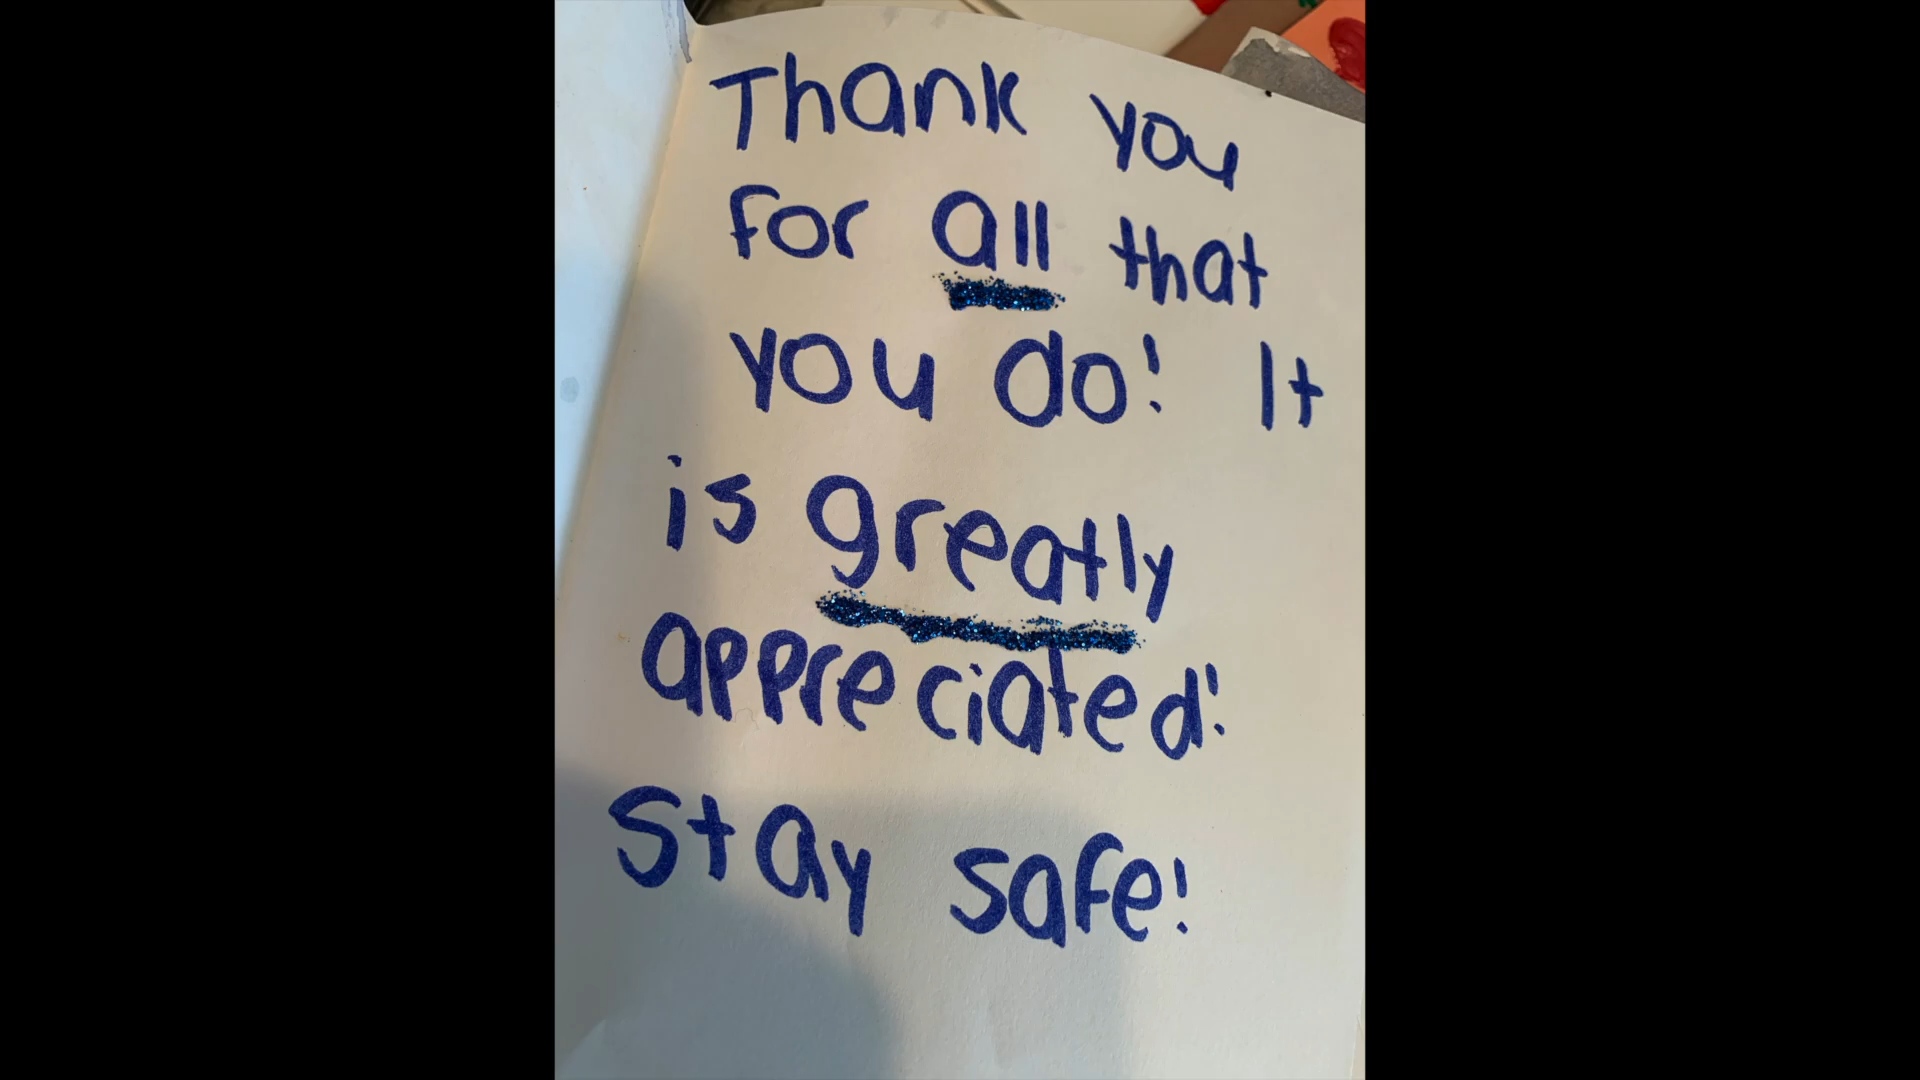 Thank you
for all that
you do! It
is greatly
appreciated!
Stay safe!